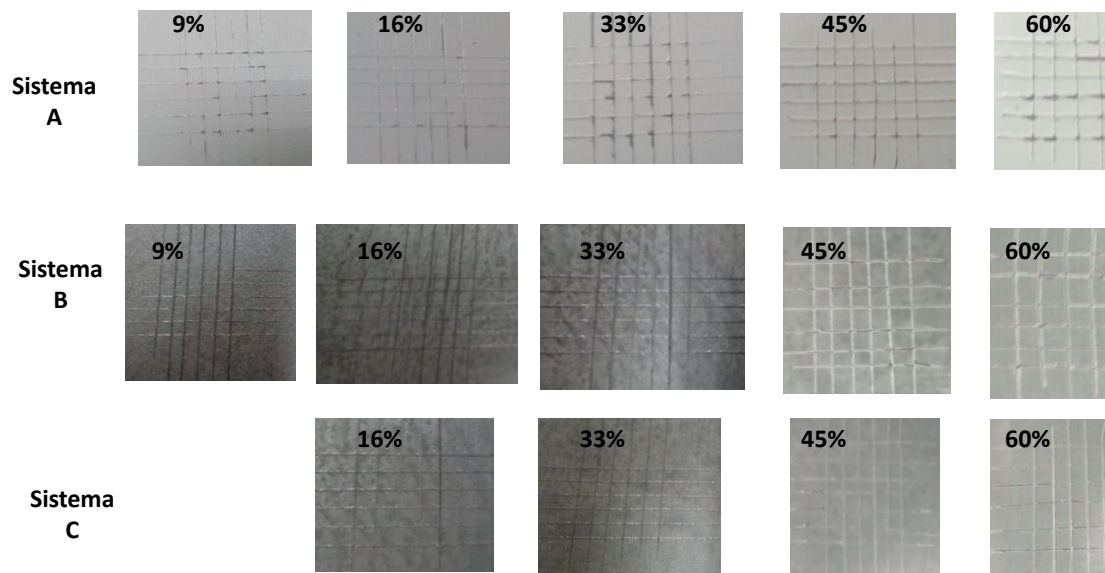 9% 16% 33% 45% 60%
Sistema
A
9% 16% 33% 45% 60%
Sistema
B
16% 33% 45% 60%
Sistema
C